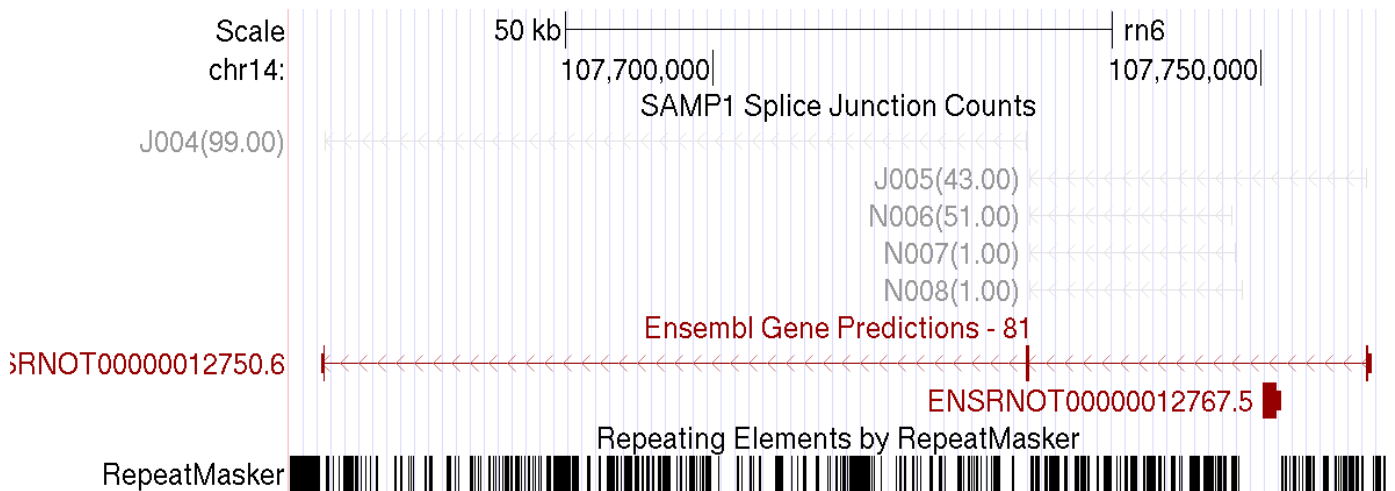 Scale 50 kb rn6
chr14: 107,700,000 107,750,000
SAMP1 Splice Junction Counts
J004(99.00)
J005(43.00)
N006(51.00)
N007(1.00)
N008(1.00)
Ensembl Gene Predictions - 81
SRNOT00000012750.6
ENSRNOT00000012767.5
Repeating Elements by RepeatMasker
RepeatMasker